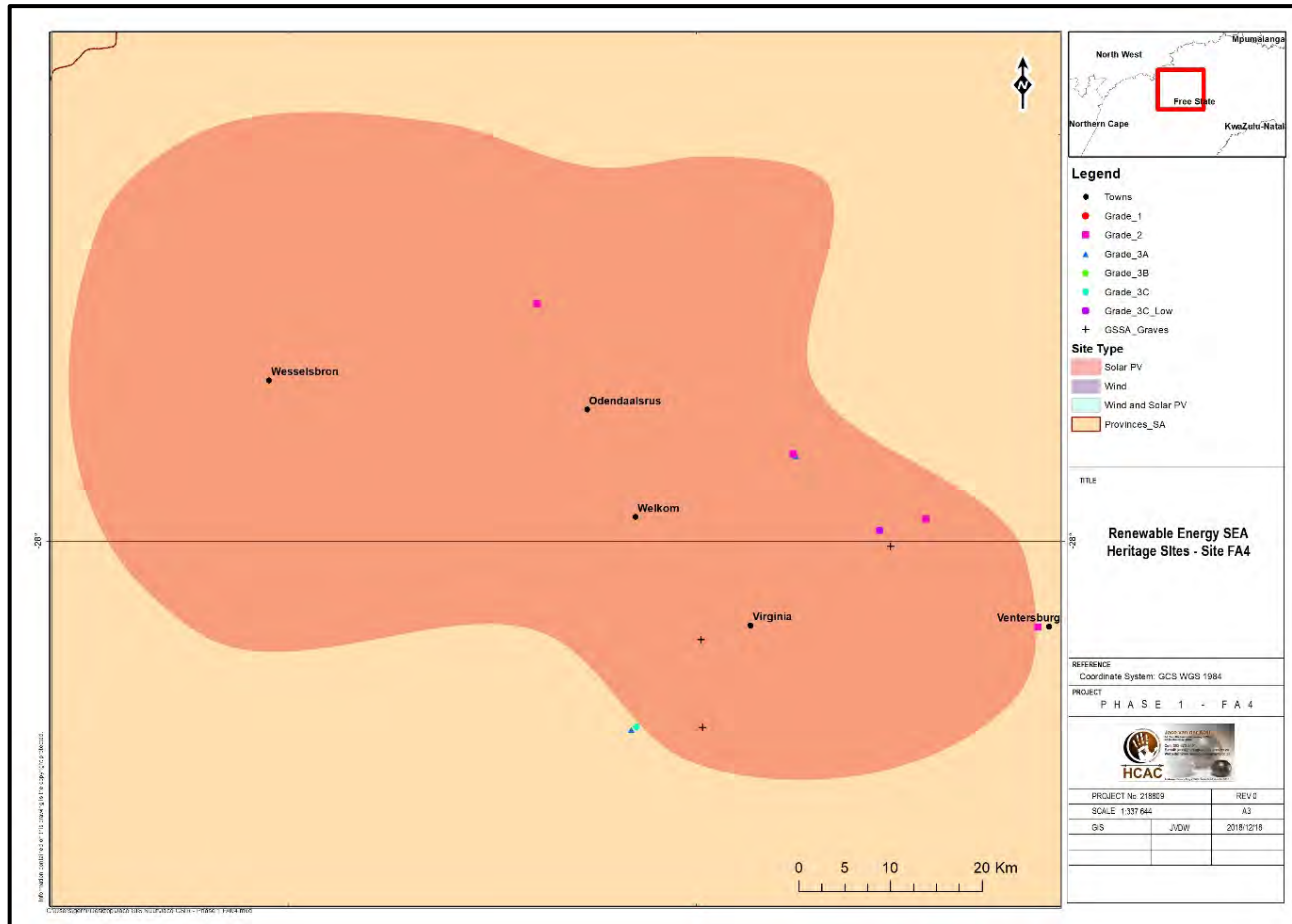 North West
Mpumalanga
Free State
Northern Cape
KwaZulu-Natal
N
Legend
Towns
Grade_1
Grade_2
Grade_3A
Grade_3B
Grade_3C
Grade_3C_Low
GSSA_Graves
Site Type
Solar PV
Wind
Wind and Solar PV
Provinces_SA
Wesselsbron
Odendaalsrus
Welkom
Virginia
Ventersburg
-28°
-28°
0 5 10 20 Km
TITLE
Renewable Energy SEA
Heritage SItes - Site FA4
REFERENCE
Coordinate System: GCS WGS 1984
PROJECT
PHASE 1 - FA4
HCAC
PROJECT No. 218809 REV 0
SCALE 1:337 644 A3
GIS JVDW 2018/12/18